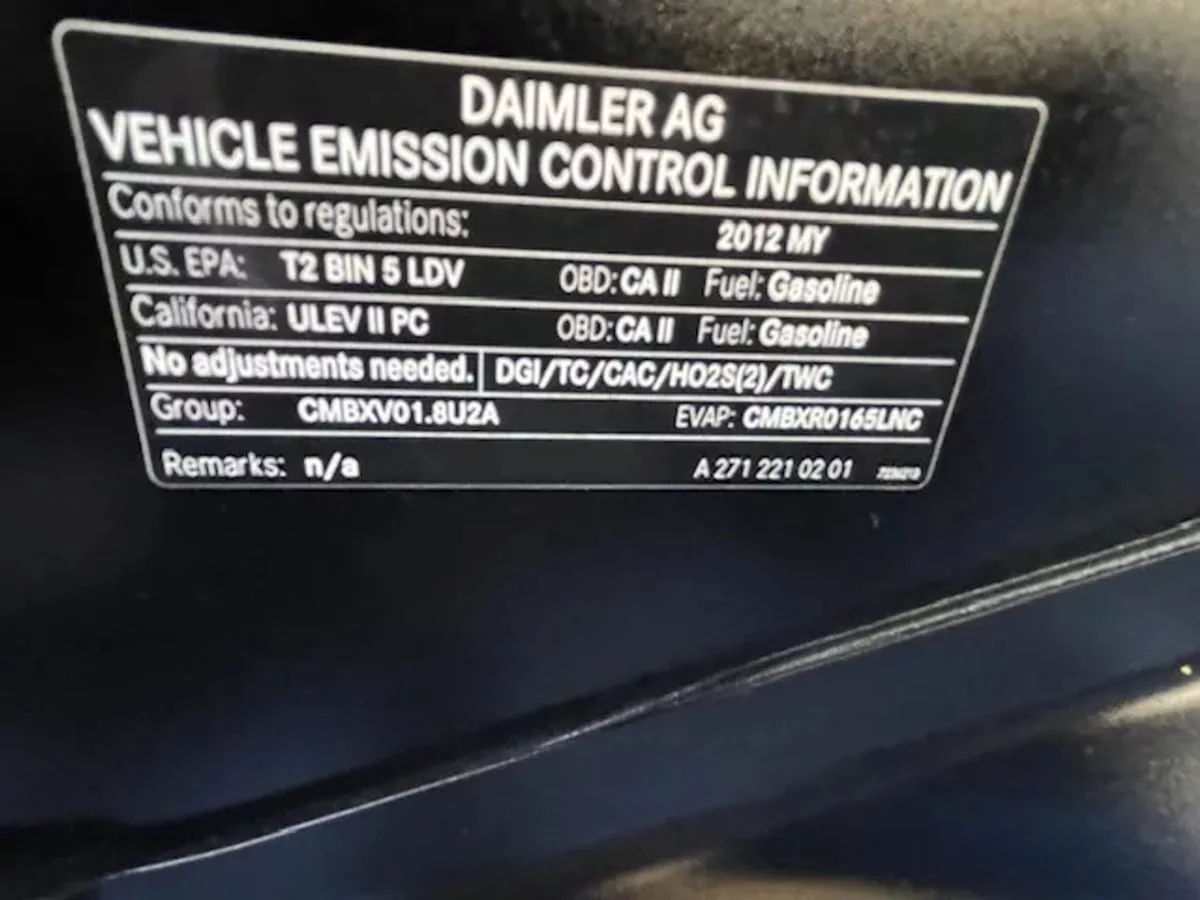 DAIMLER AG
VEHICLE EMISSION CONTROL INFORMATION
Conforms to regulations: 2012 MY
U.S. EPA: T2 BIN 5 LDV OBD: CA II Fuel: Gasoline
California: ULEV II PC OBD: CA II Fuel: Gasoline
No adjustments needed. DGI/TC/CAC/HO2S(2)/TWC
Group: CMBXV01.8U2A EVAP: CMBXR0165LNC
Remarks: n/a A 271 221 02 01